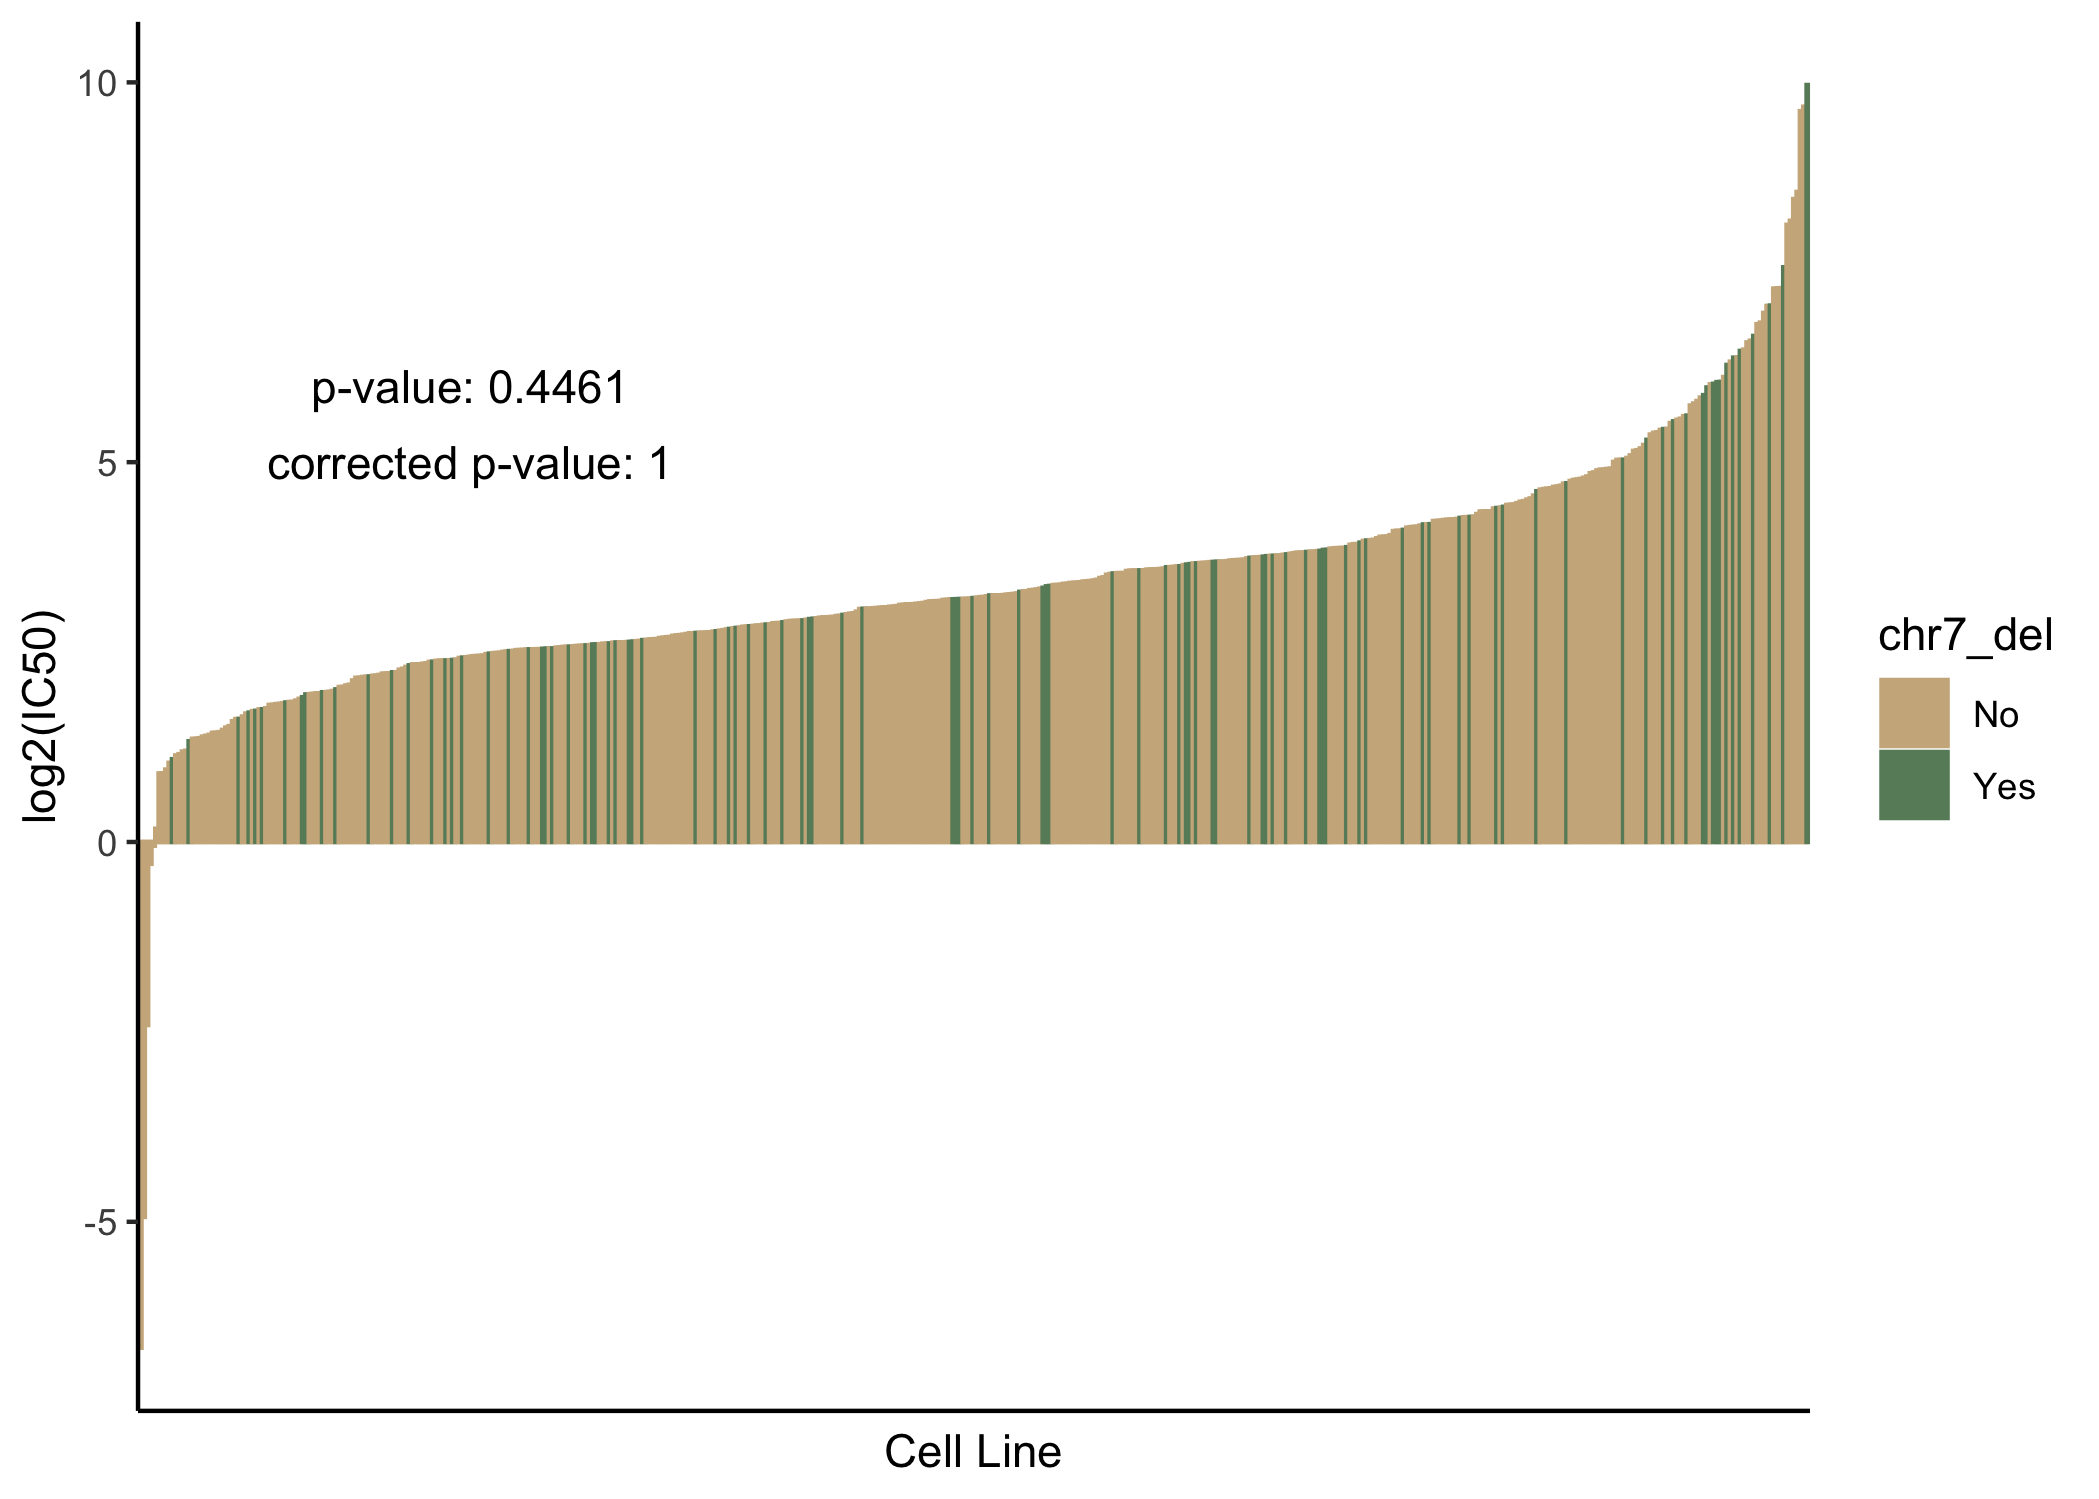 10
5
0
-5
log2(IC50)
p-value: 0.4461
corrected p-value: 1
Cell Line
chr7_del
No
Yes